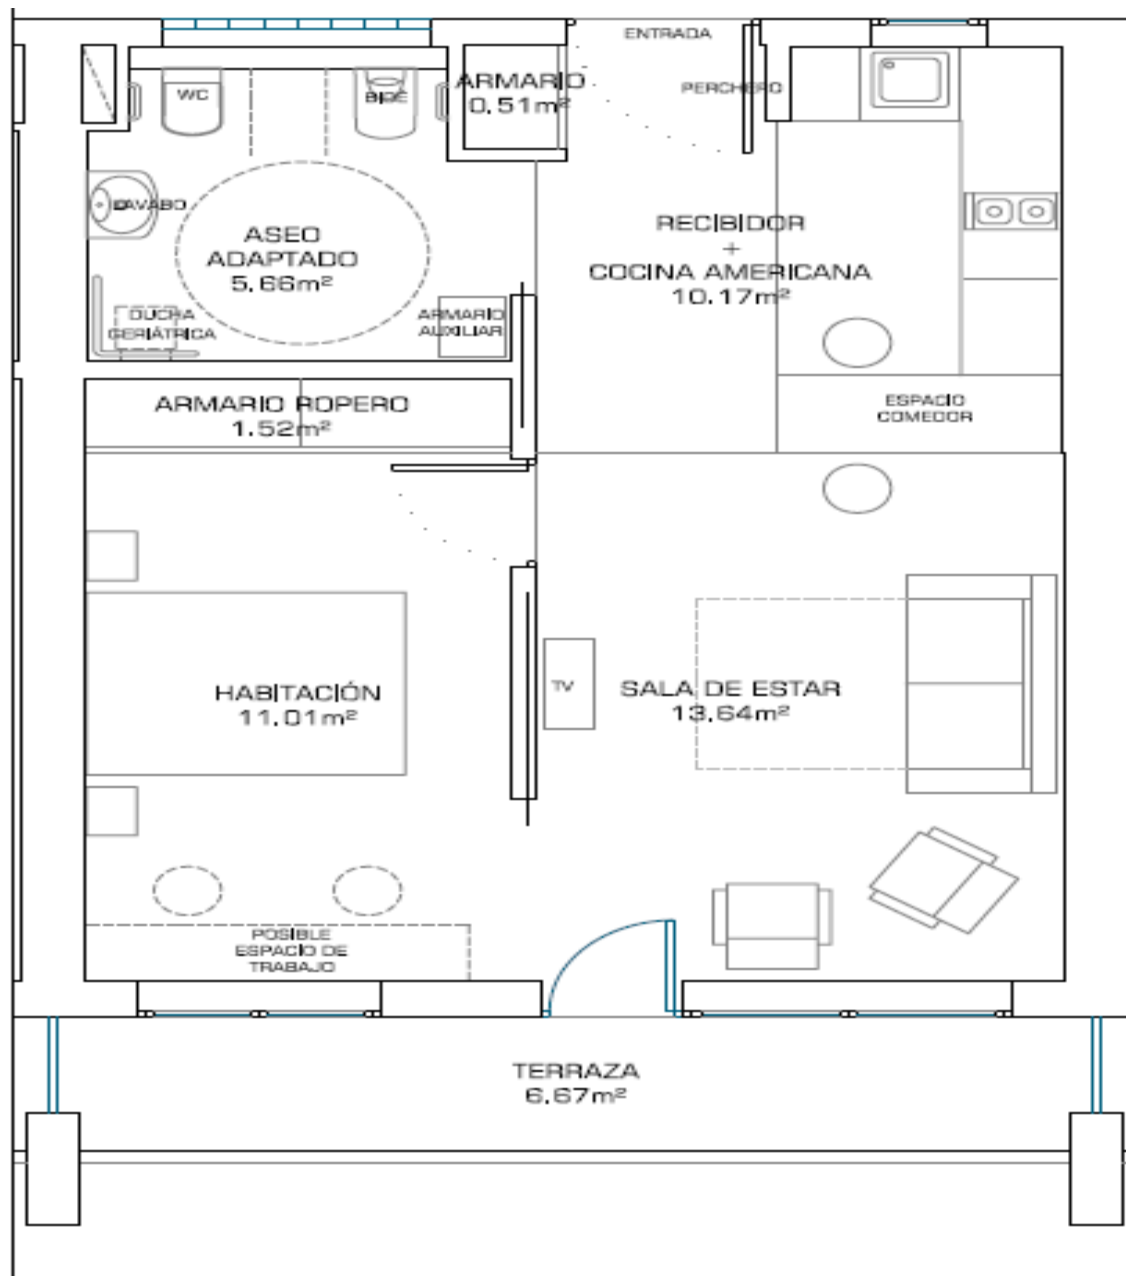 ENTRADA
ARMARIO
0.51m²
PERCHERO
WC
BIDE
LAVABO
ASEO
ADAPTADO
5.66m²
RECIBIDOR
+
COCINA AMERICANA
10.17m²
DUCHA
GERIÁTRICA
ARMARIO
AUXILIAR
ARMARIO ROPERO
1.52m²
ESPACIO
COMEDOR
HABITACIÓN
11.01m²
TV
SALA DE ESTAR
13.64m²
POSIBLE
ESPACIO DE
TRABAJO
TERRAZA
6.67m²